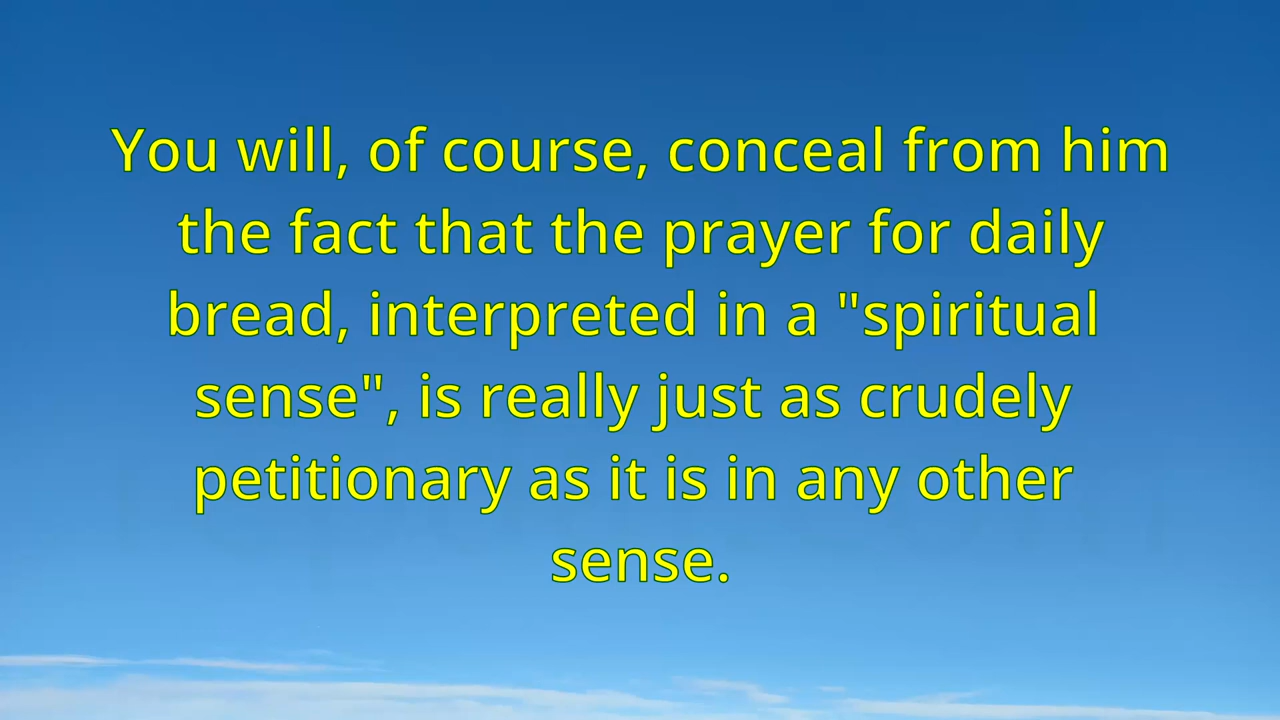 You will, of course, conceal from him
the fact that the prayer for daily
bread, interpreted in a "spiritual
sense", is really just as crudely
petitionary as it is in any other
sense.